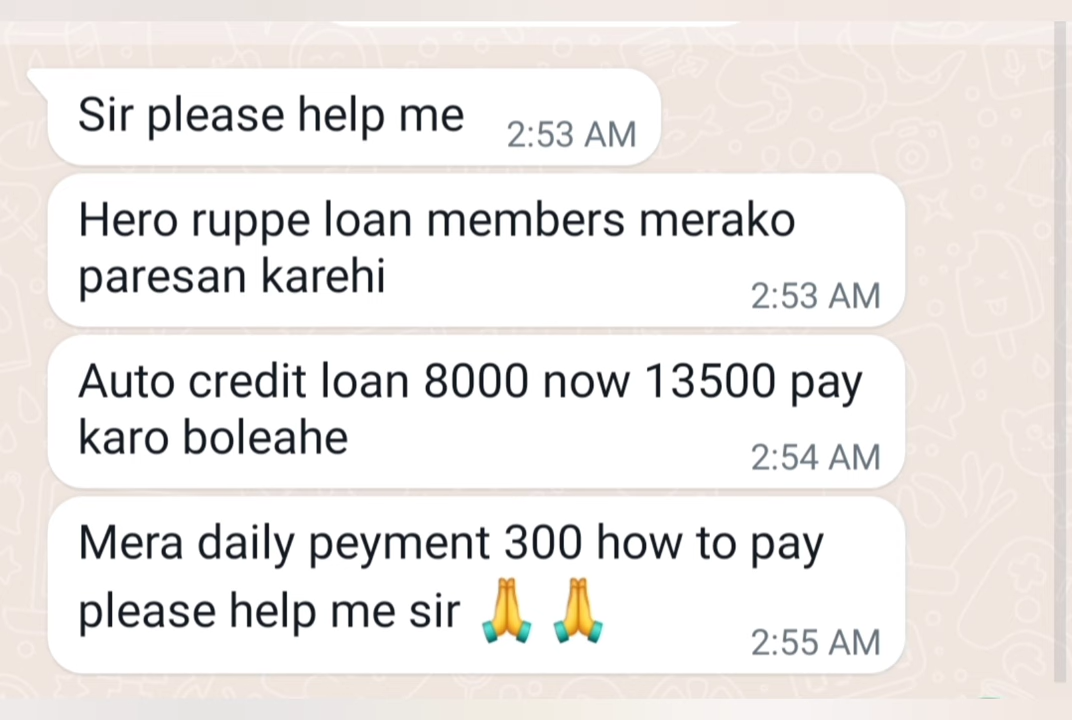 Sir please help me 2:53 AM
Hero ruppe loan members merako
paresan karehi 2:53 AM
Auto credit loan 8000 now 13500 pay
karo boleahe 2:54 AM
Mera daily peyment 300 how to pay
please help me sir 🙏 🙏 2:55 AM